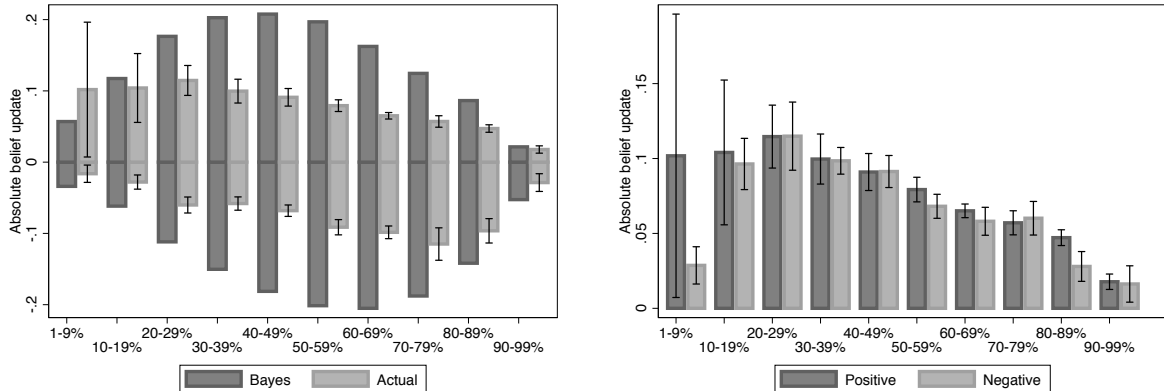 Absolute belief update
.2
.1
0
-.1
-.2
1-9% 20-29% 40-49% 60-69% 80-89%
10-19% 30-39% 50-59% 70-79% 90-99%
Bayes Actual
Absolute belief update
.15
0.1
.05
0
1-9% 20-29% 40-49% 60-69% 80-89%
10-19% 30-39% 50-59% 70-79% 90-99%
Positive Negative